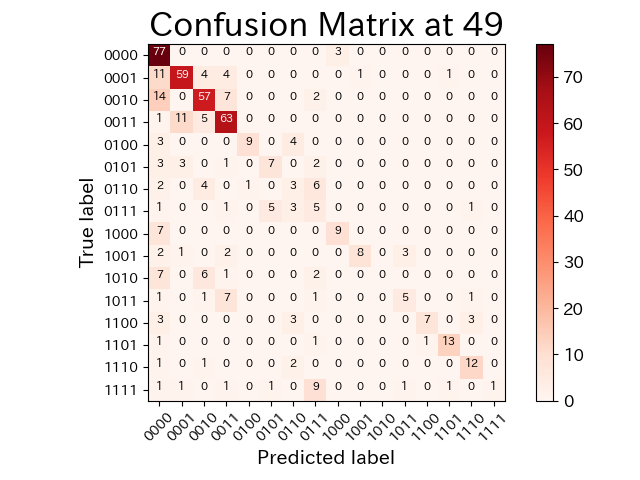 Confusion Matrix at 49
0000 77 0 0 0 0 0 0 0 3 0 0 0 0 0 0 0
0001 11 59 4 4 0 0 0 0 0 1 0 0 0 1 0 0
0010 14 0 57 7 0 0 0 2 0 0 0 0 0 0 0 0
0011 1 11 5 63 0 0 0 0 0 0 0 0 0 0 0 0
0100 3 0 0 0 9 0 4 0 0 0 0 0 0 0 0 0
0101 3 3 0 1 0 7 0 2 0 0 0 0 0 0 0 0
0110 2 0 4 0 1 0 3 6 0 0 0 0 0 0 0 0
0111 1 0 0 1 0 5 3 5 0 0 0 0 0 0 1 0
1000 7 0 0 0 0 0 0 0 9 0 0 0 0 0 0 0
1001 2 1 0 2 0 0 0 0 0 8 0 3 0 0 0 0
1010 7 0 6 1 0 0 0 2 0 0 0 0 0 0 0 0
1011 1 0 1 7 0 0 0 1 0 0 0 5 0 0 1 0
1100 3 0 0 0 0 0 3 0 0 0 0 0 7 0 3 0
1101 1 0 0 0 0 0 0 1 0 0 0 0 1 13 0 0
1110 1 0 1 0 0 0 2 0 0 0 0 0 0 0 12 0
1111 1 1 0 1 0 1 0 9 0 0 0 1 0 1 0 1
0000 0001 0010 0011 0100 0101 0110 0111 1000 1001 1010 1011 1100 1101 1110 1111
Predicted label
True label
70
60
50
40
30
20
10
0